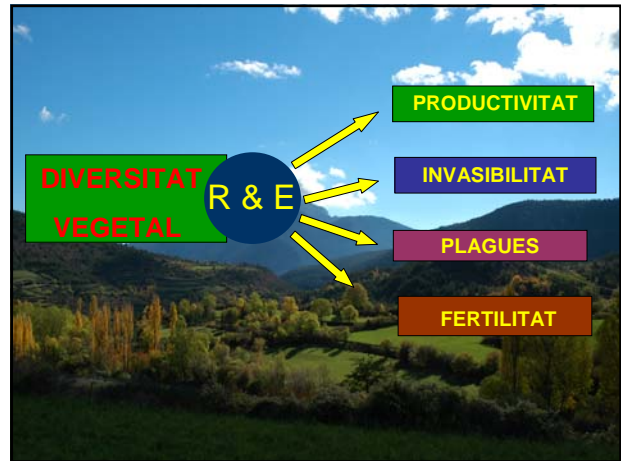 DIVERSITAT
VEGETAL
R & E
PRODUCTIVITAT
INVASIBILITAT
PLAGUES
FERTILITAT